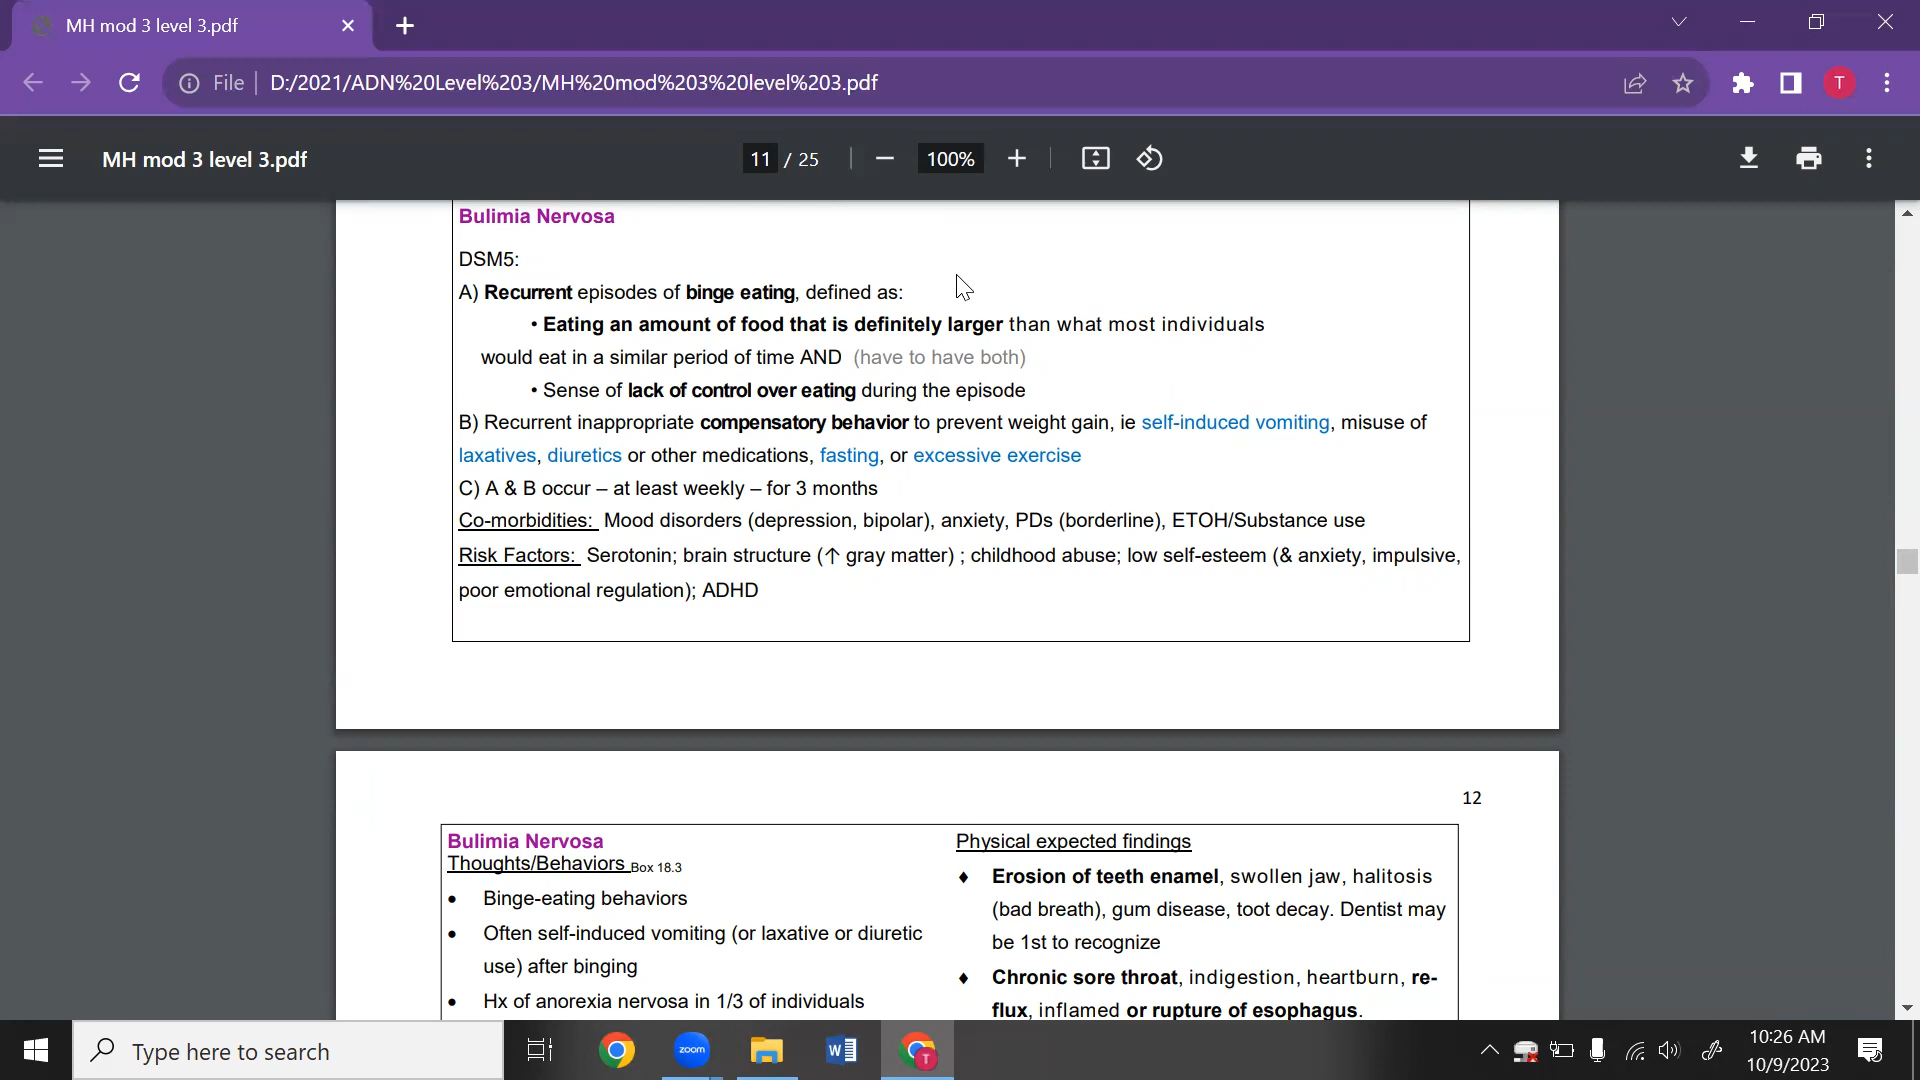 MH mod 3 level 3.pdf
File
D:/2021/ADN%20Level%203/MH%20mod%203%20level%203.pdf
T
MH mod 3 level 3.pdf
11 / 25
100%
Bulimia Nervosa
DSM5:
A) Recurrent episodes of binge eating, defined as:
• Eating an amount of food that is definitely larger than what most individuals
would eat in a similar period of time AND (have to have both)
• Sense of lack of control over eating during the episode
B) Recurrent inappropriate compensatory behavior to prevent weight gain, ie self-induced vomiting, misuse of
laxatives, diuretics or other medications, fasting, or excessive exercise
C) A & B occur – at least weekly – for 3 months
Co-morbidities: Mood disorders (depression, bipolar), anxiety, PDs (borderline), ETOH/Substance use
Risk Factors: Serotonin; brain structure (↑ gray matter) ; childhood abuse; low self-esteem (& anxiety, impulsive,
poor emotional regulation); ADHD
12
Bulimia Nervosa
Thoughts/Behaviors Box 18.3
• Binge-eating behaviors
• Often self-induced vomiting (or laxative or diuretic
use) after binging
• Hx of anorexia nervosa in 1/3 of individuals
Physical expected findings
♦ Erosion of teeth enamel, swollen jaw, halitosis
(bad breath), gum disease, toot decay. Dentist may
be 1st to recognize
♦ Chronic sore throat, indigestion, heartburn, re-
flux, inflamed or rupture of esophagus.
Type here to search
zoom
W
T
10:26 AM
10/9/2023